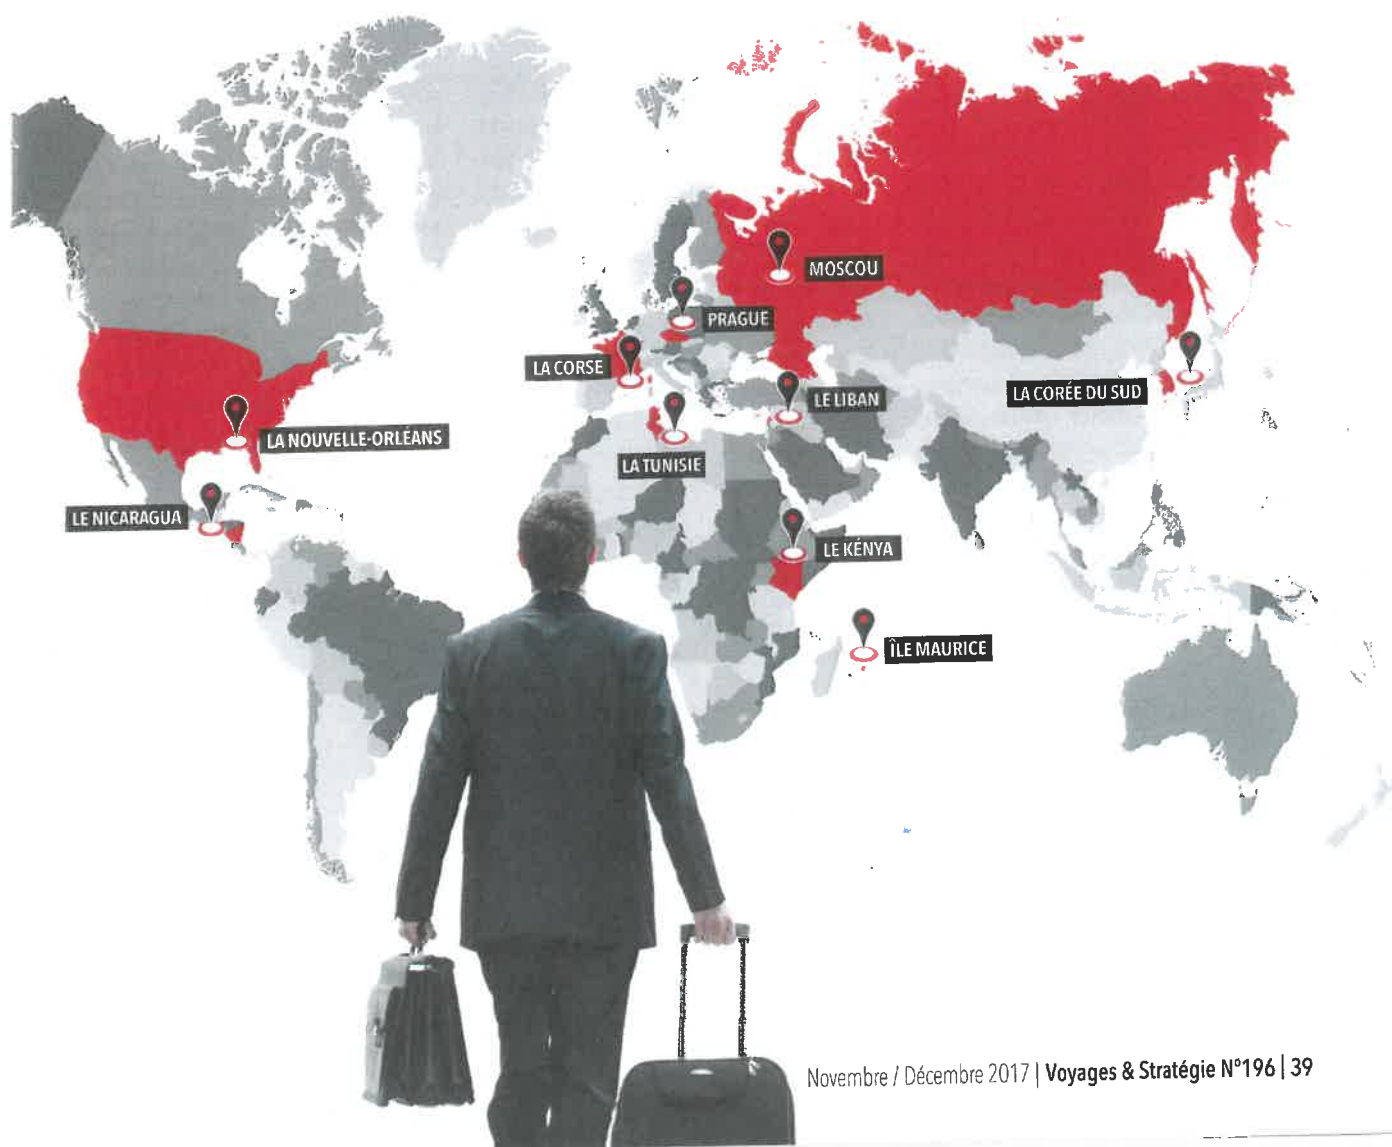 MOSCOU
PRAGUE
LA CORSE
LE LIBAN
LA CORÉE DU SUD
LA NOUVELLE-ORLÉANS
LA TUNISIE
LE NICARAGUA
LE KÉNYA
ÎLE MAURICE
Novembre / Décembre 2017 | Voyages & Stratégie N°196 | 39